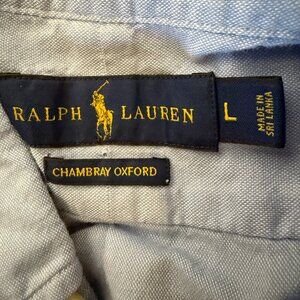 RALPH LAUREN
L
MADE IN
SRI LANKA
CHAMBRAY OXFORD